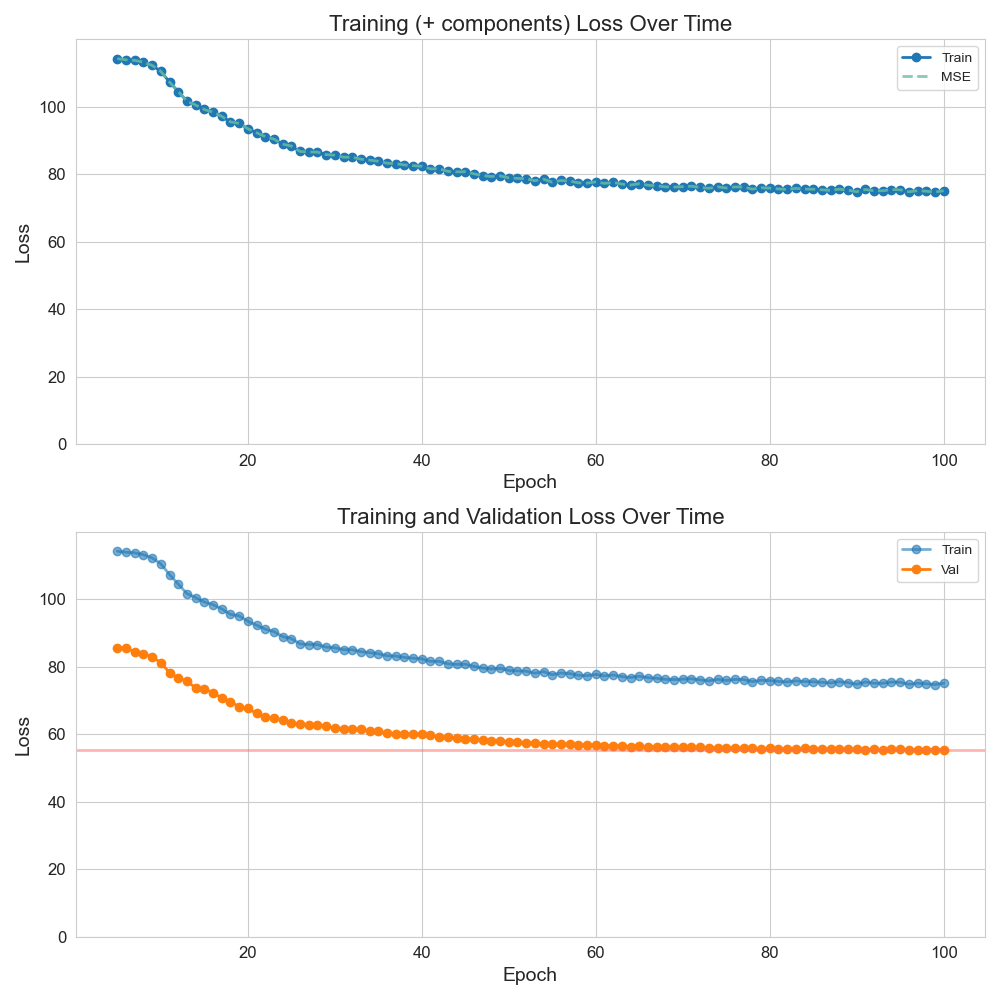 Training (+ components) Loss Over Time
Train
MSE
100
80
60
40
20
0
Loss
20 40 60 80 100
Epoch
Training and Validation Loss Over Time
Train
Val
100
80
60
40
20
0
Loss
20 40 60 80 100
Epoch